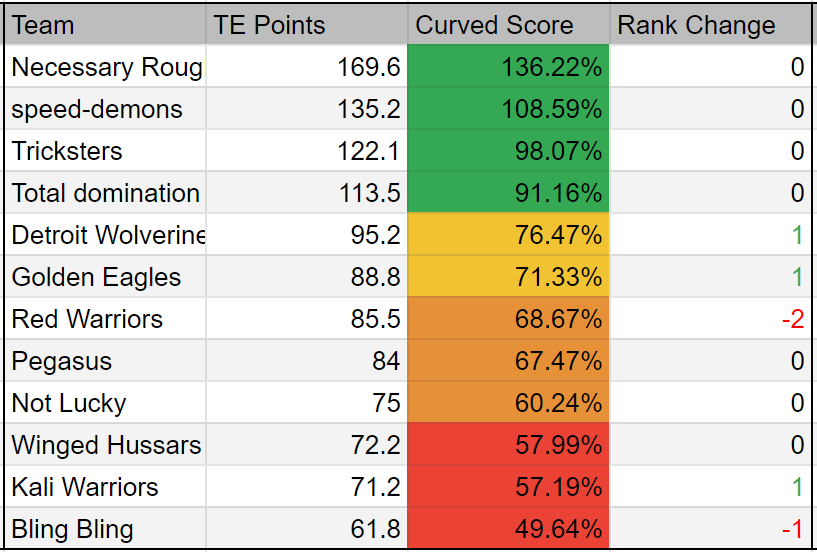 Team TE Points Curved Score Rank Change
Necessary Roug 169.6 136.22% 0
speed-demons 135.2 108.59% 0
Tricksters 122.1 98.07% 0
Total domination 113.5 91.16% 0
Detroit Wolverine 95.2 76.47% 1
Golden Eagles 88.8 71.33% 1
Red Warriors 85.5 68.67% -2
Pegasus 84 67.47% 0
Not Lucky 75 60.24% 0
Winged Hussars 72.2 57.99% 0
Kali Warriors 71.2 57.19% 1
Bling Bling 61.8 49.64% -1